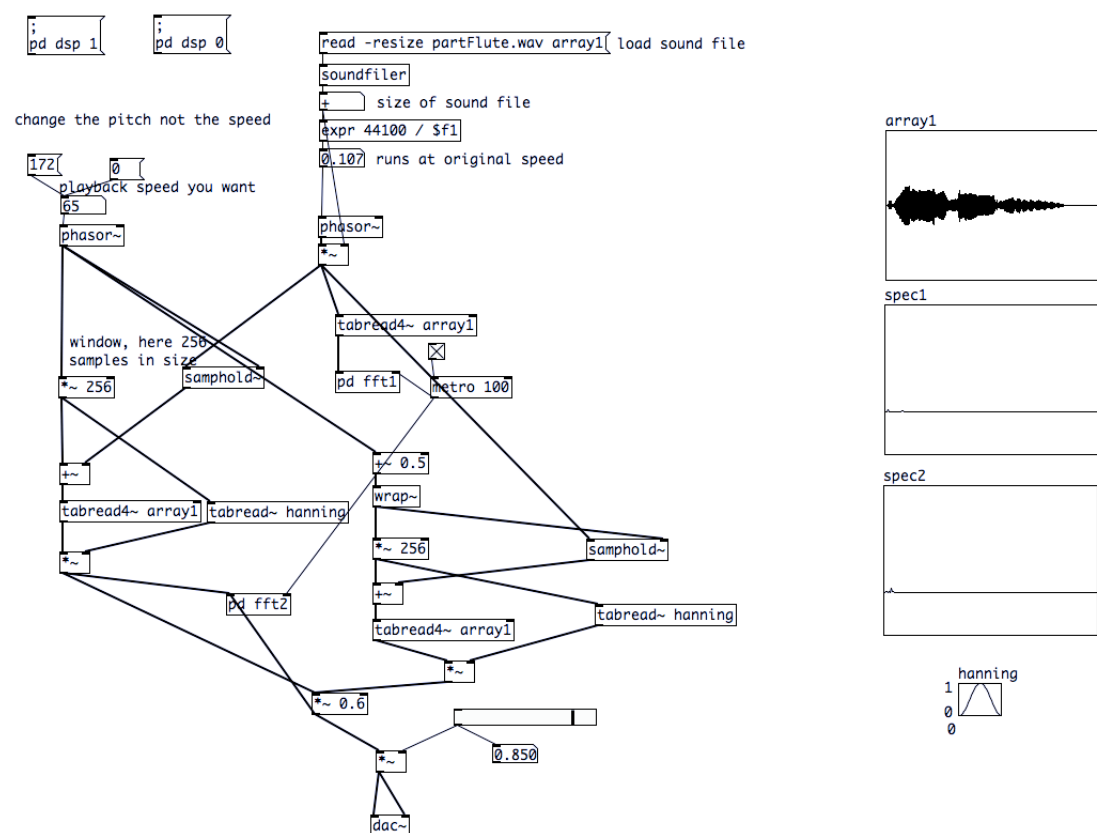 ;
pd dsp 1
;
pd dsp 0
read -resize partFlute.wav array1
load sound file
soundfiler
+
size of sound file
change the pitch not the speed
expr 44100 / $f1
array1
172
0
0.107
runs at original speed
playback speed you want
65
phasor~
phasor~
*~
spec1
tabread4~ array1
window, here 256
samples in size
samphold~
pd fft1
metro 100
*~ 256
+~
+~ 0.5
spec2
wrap~
tabread4~ array1
tabread~ hanning
*~
*~ 256
samphold~
+~
pd fft2
tabread~ hanning
tabread4~ array1
*~
hanning
1
0
0
*~ 0.6
*~
0.850
dac~